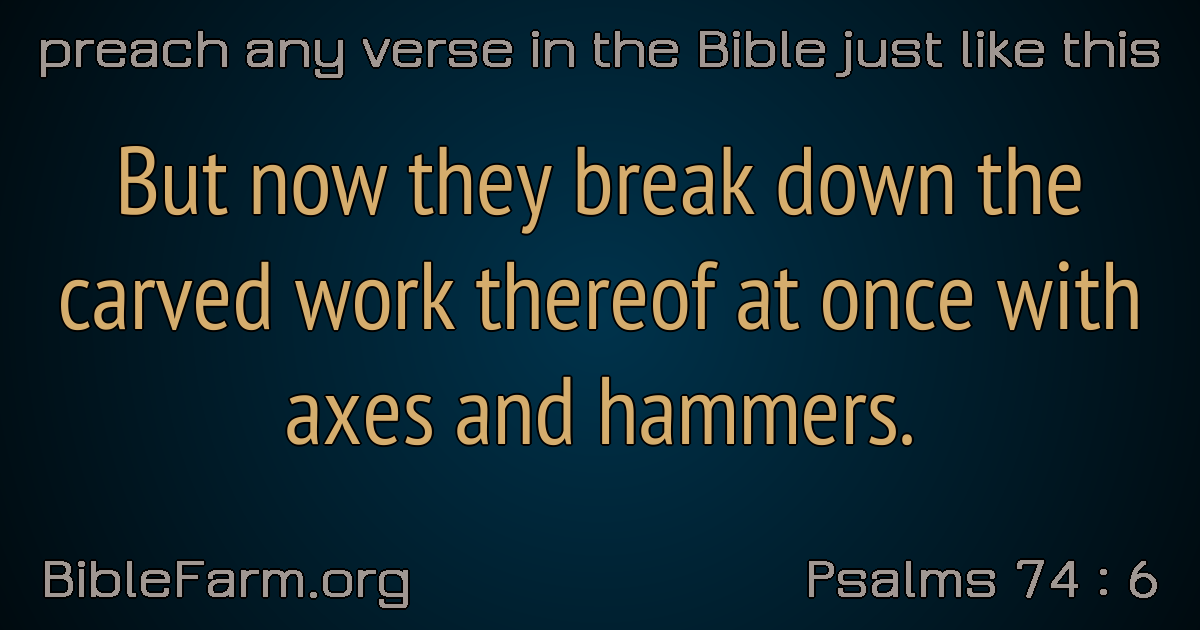 preach any verse in the Bible just like this
But now they break down the
carved work thereof at once with
axes and hammers.
BibleFarm.org
Psalms 74 : 6